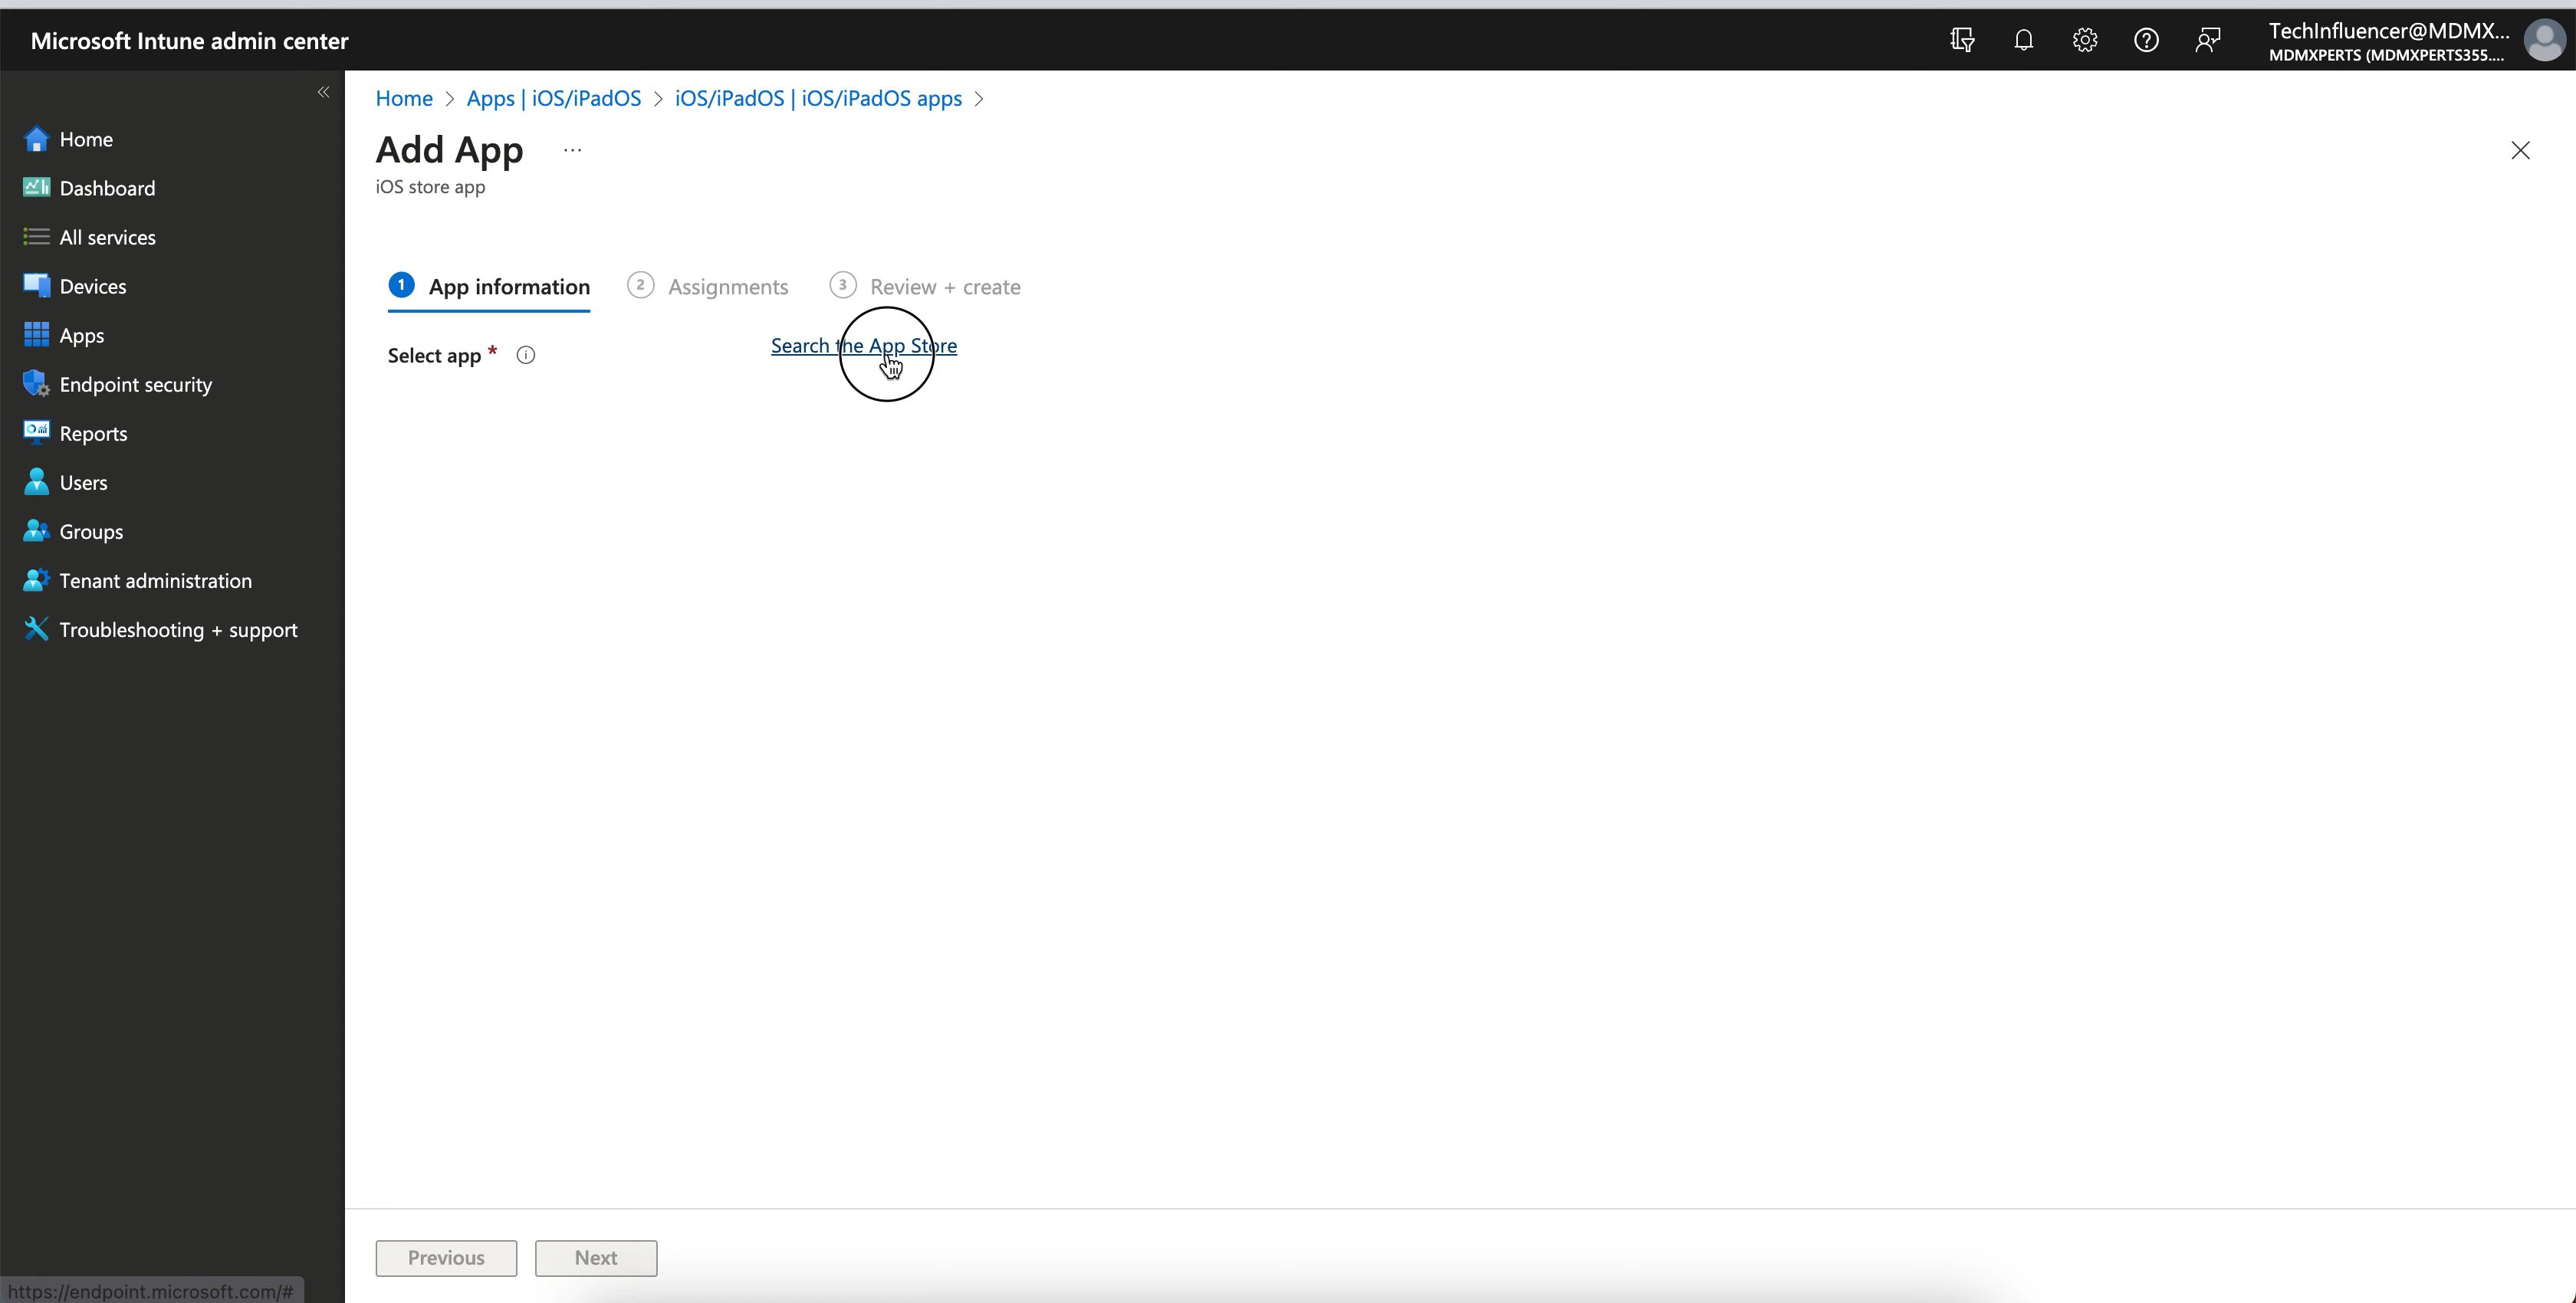 Microsoft Intune admin center
TechInfluencer@MDMX...
MDMXPERTS (MDMXPERTS355....
Home
Dashboard
All services
Devices
Apps
Endpoint security
Reports
Users
Groups
Tenant administration
Troubleshooting + support
Home > Apps | iOS/iPadOS > iOS/iPadOS | iOS/iPadOS apps >
Add App ...
iOS store app
1 App information 2 Assignments 3 Review + create
Select app * Search the App Store
Previous Next
https://endpoint.microsoft.com/#